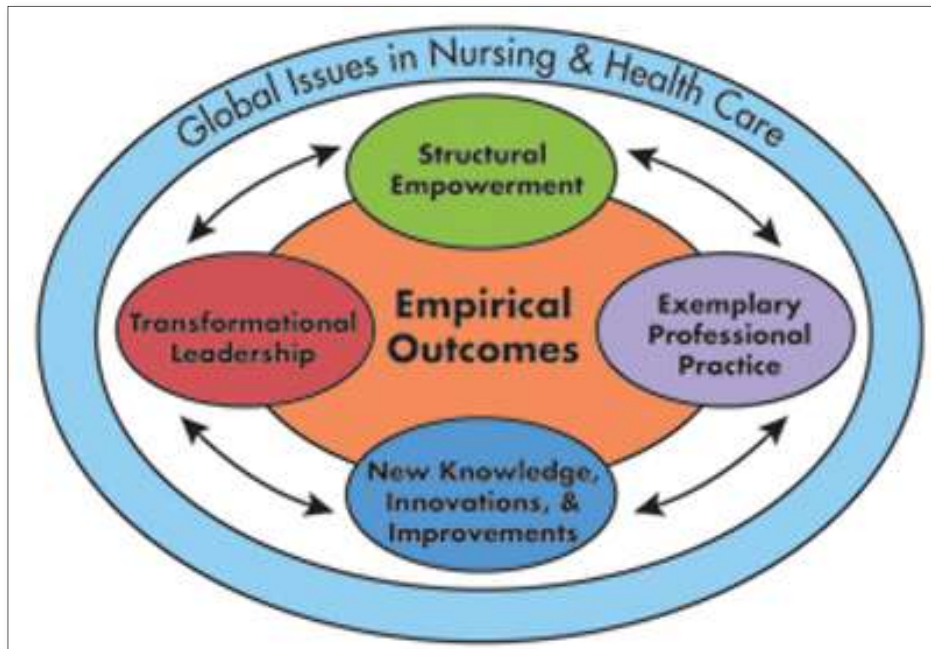 Global Issues in Nursing & Health Care
Structural
Empowerment
Transformational
Leadership
Empirical
Outcomes
Exemplary
Professional
Practice
New Knowledge,
Innovations, &
Improvements